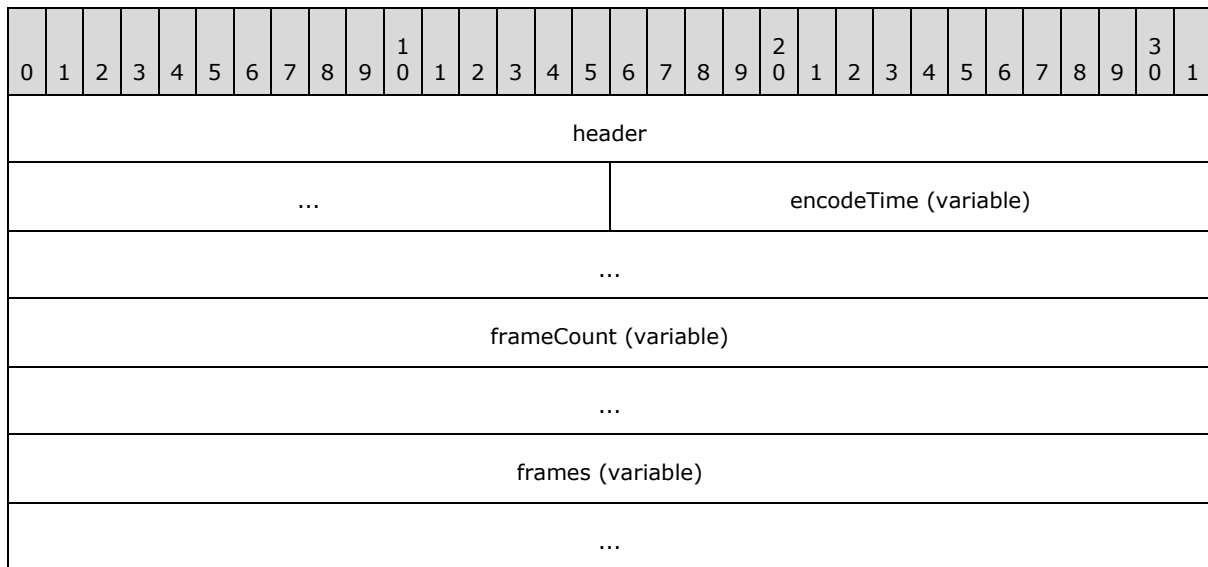 1 2 3
0 1 2 3 4 5 6 7 8 9 0 1 2 3 4 5 6 7 8 9 0 1 2 3 4 5 6 7 8 9 0 1
header
... encodeTime (variable)
...
frameCount (variable)
...
frames (variable)
...